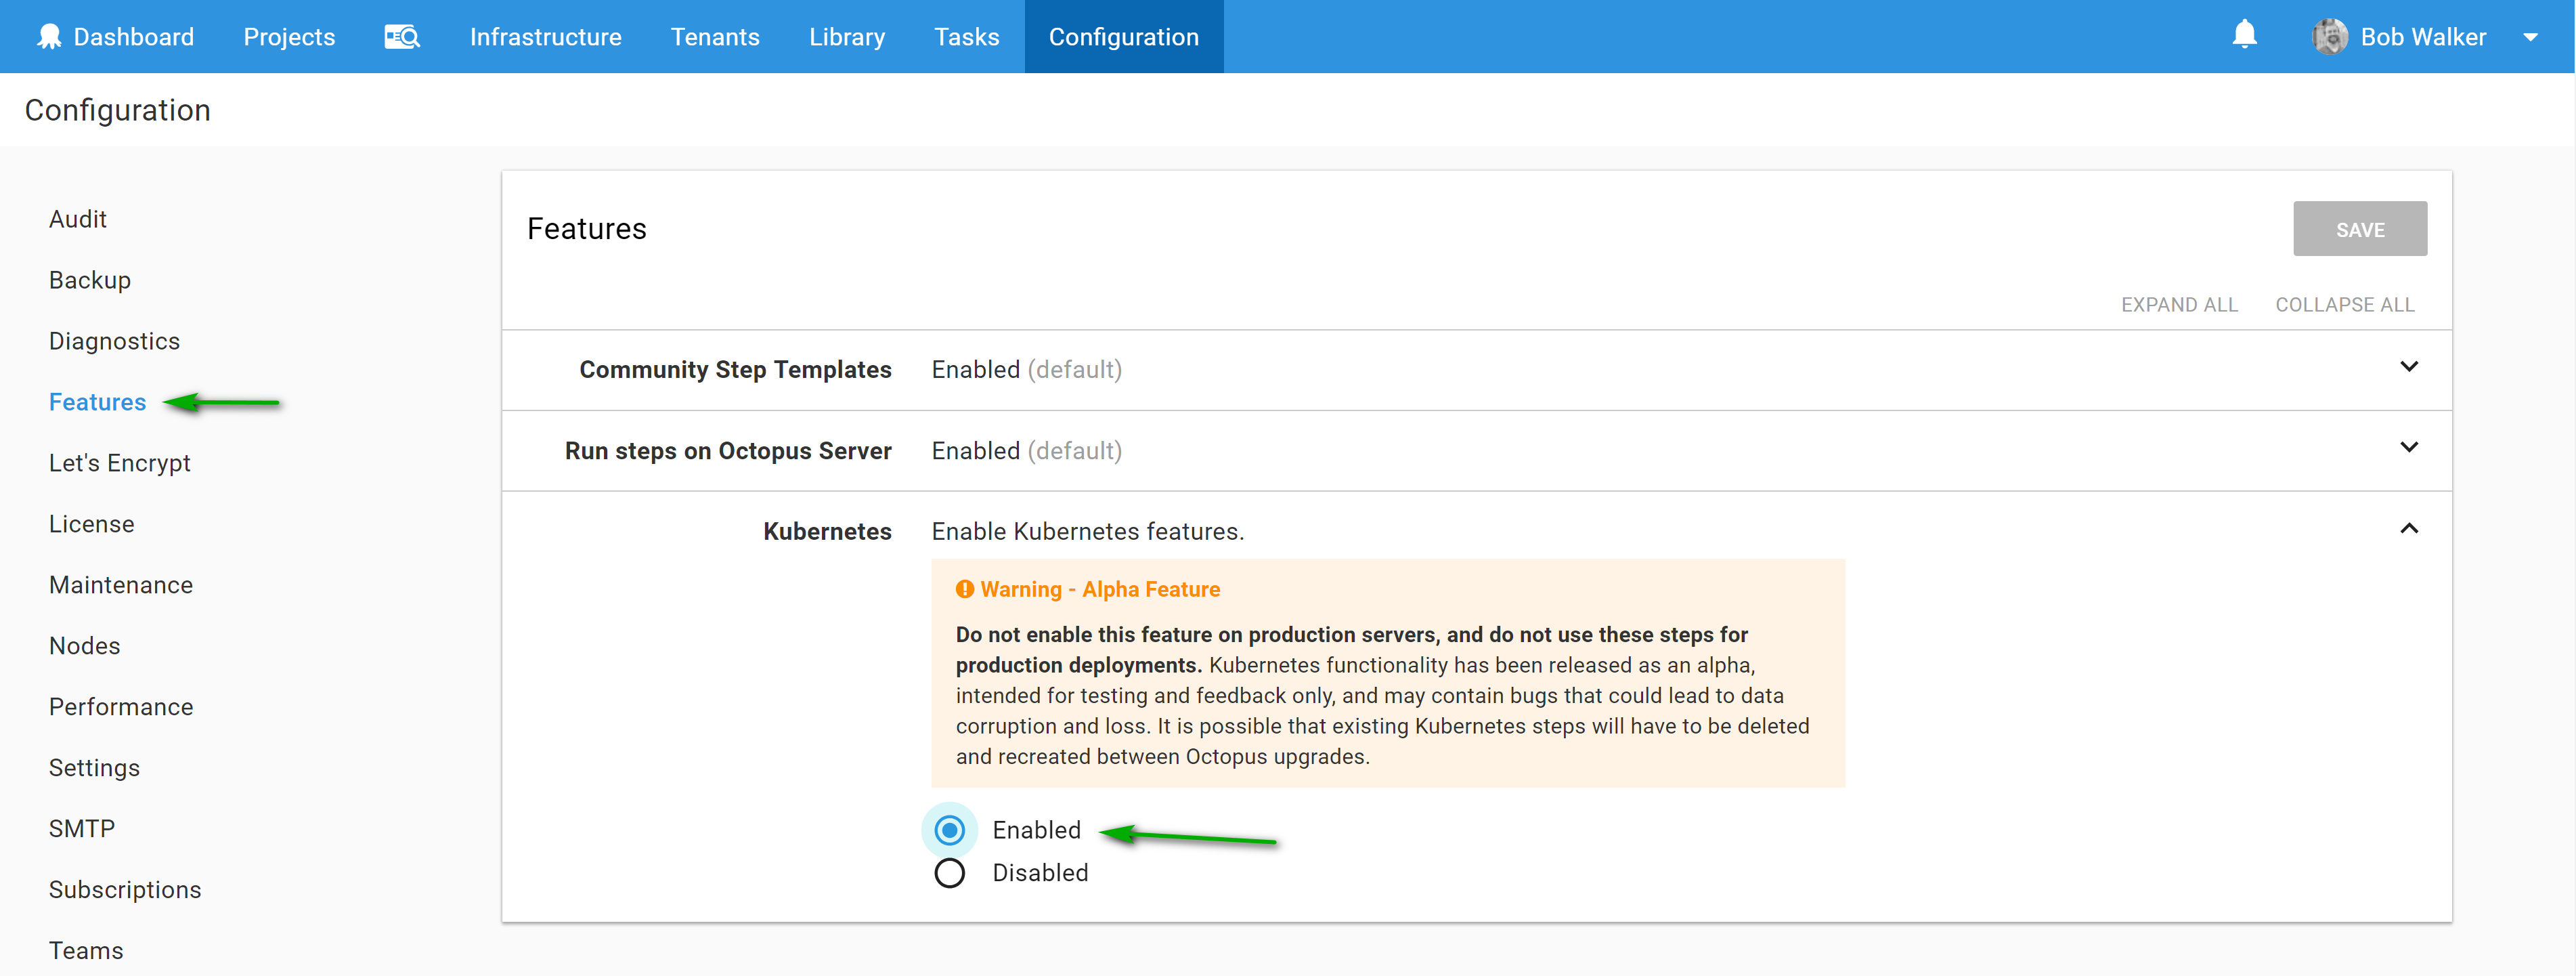 Dashboard Projects Infrastructure Tenants Library Tasks Configuration Bob Walker
Configuration
Audit
Backup
Diagnostics
Features
Let's Encrypt
License
Maintenance
Nodes
Performance
Settings
SMTP
Subscriptions
Teams
Features
SAVE
EXPAND ALL COLLAPSE ALL
Community Step Templates Enabled (default)
Run steps on Octopus Server Enabled (default)
Kubernetes Enable Kubernetes features.
Warning - Alpha Feature
Do not enable this feature on production servers, and do not use these steps for
production deployments. Kubernetes functionality has been released as an alpha,
intended for testing and feedback only, and may contain bugs that could lead to data
corruption and loss. It is possible that existing Kubernetes steps will have to be deleted
and recreated between Octopus upgrades.
Enabled
Disabled